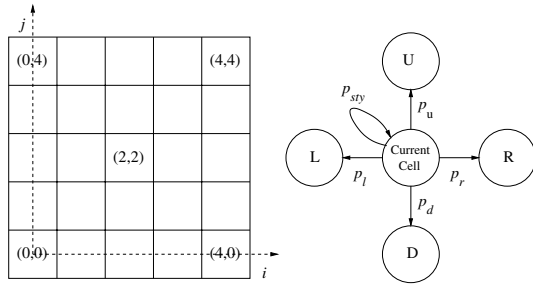 j
(0,4)
(4,4)
(2,2)
(0,0)
(4,0)
i
U
p_sty
p_u
L
Current
Cell
R
p_l
p_r
p_d
D